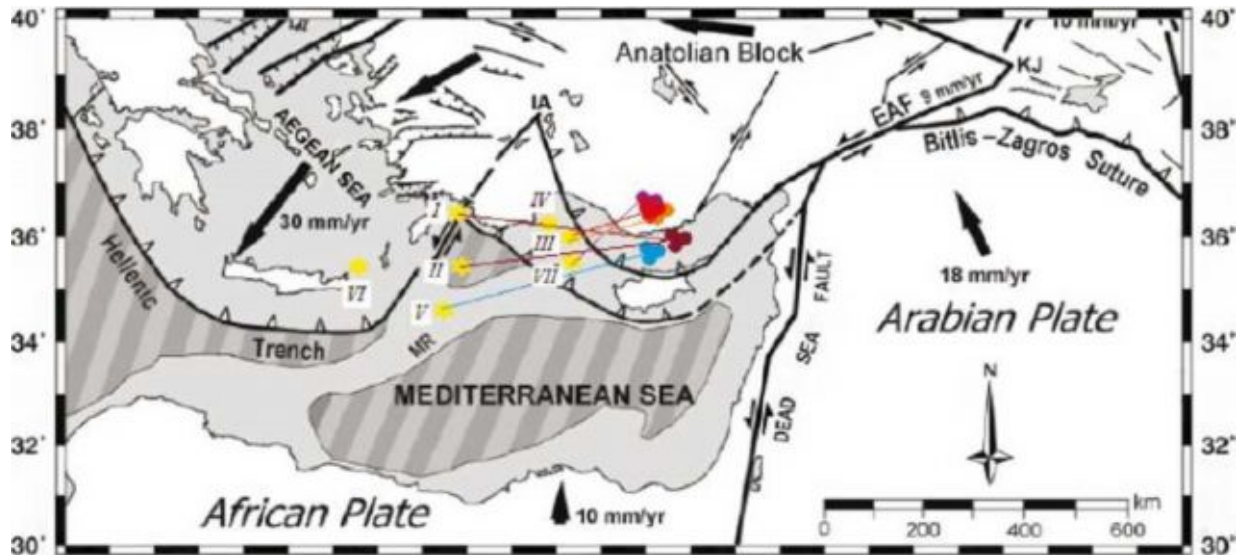 40°
40°
10 mm/yr
Anatolian Block
KJ
EAF 9 mm/yr
IA
38°
38°
Bitlis-Zagros
Suture
AEGEAN SEA
IV
I
30 mm/yr
36°
36°
III
Hellenic
II
VII
VI
18 mm/yr
FAULT
V
Arabian Plate
34°
34°
Trench
MR
SEA
N
MEDITERRANEAN SEA
DEAD
32°
32°
km
African Plate
10 mm/yr
0
200
400
600
30°
30°